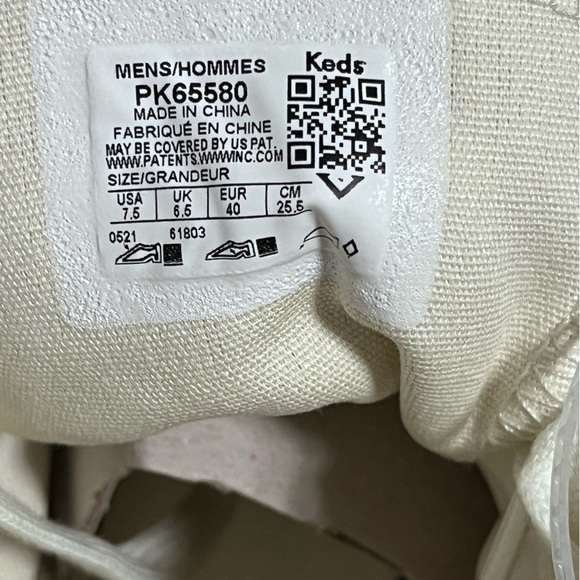 MENS/HOMMES
Keds
PK65580
MADE IN CHINA
FABRIQUÉ EN CHINE
MAY BE COVERED BY US PAT.
WWW.PATENTS.WWWINC.COM
SIZE/GRANDEUR
USA UK EUR CM
7.5 6.5 40 25.5
0521 61803